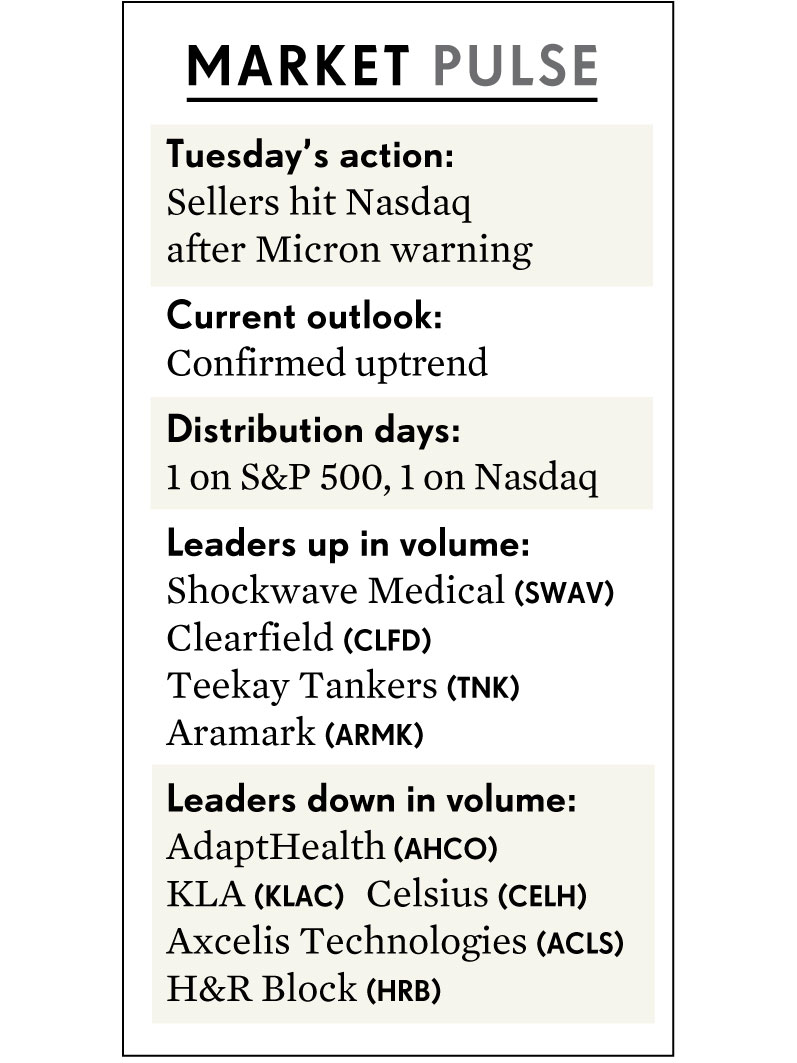 MARKET PULSE
Tuesday’s action:
Sellers hit Nasdaq
after Micron warning
Current outlook:
Confirmed uptrend
Distribution days:
1 on S&P 500, 1 on Nasdaq
Leaders up in volume:
Shockwave Medical (SWAV)
Clearfield (CLFD)
Teekay Tankers (TNK)
Aramark (ARMK)
Leaders down in volume:
AdaptHealth (AHCO)
KLA (KLAC) Celsius (CELH)
Axcelis Technologies (ACLS)
H&R Block (HRB)